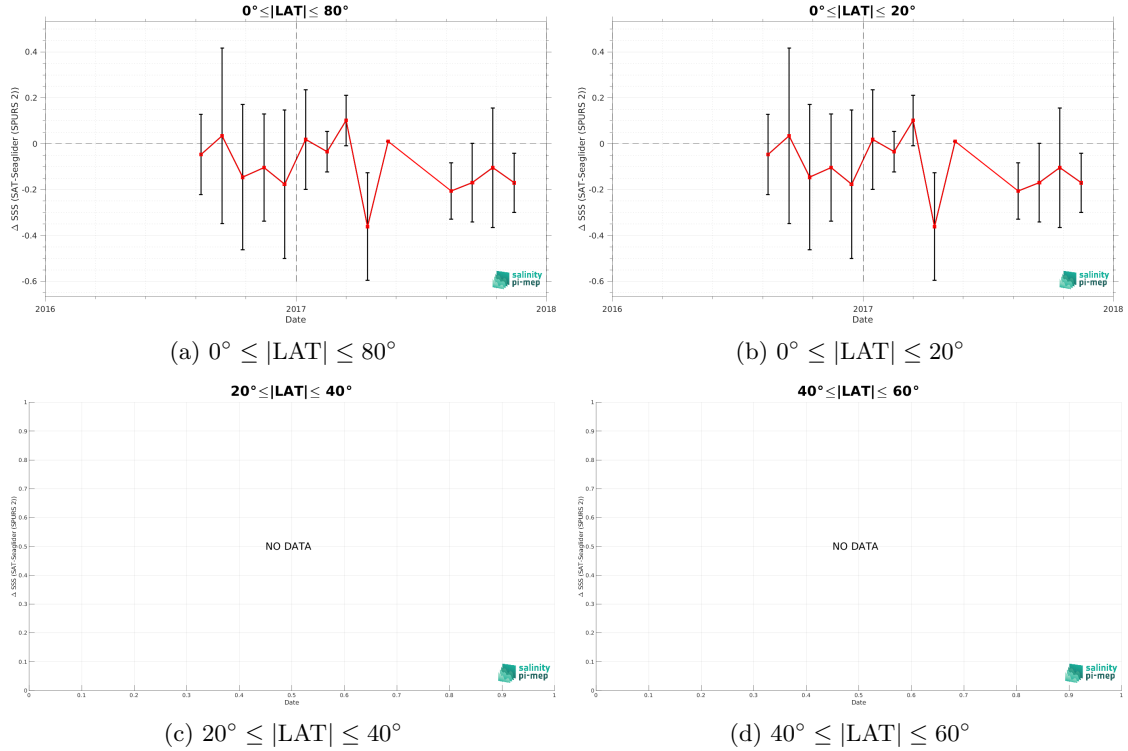 0°≤|LAT|≤ 80°
Δ SSS (SAT-Seaglider (SPURS 2))
0.4
0.2
0
-0.2
-0.4
-0.6
2016
2017
2018
Date
salinity
pi-mep
(a) 0° ≤ |LAT| ≤ 80°
0°≤|LAT|≤ 20°
Δ SSS (SAT-Seaglider (SPURS 2))
0.4
0.2
0
-0.2
-0.4
-0.6
2016
2017
2018
Date
salinity
pi-mep
(b) 0° ≤ |LAT| ≤ 20°
20°≤|LAT|≤ 40°
Δ SSS (SAT-Seaglider (SPURS 2))
1
0.9
0.8
0.7
0.6
0.5
0.4
0.3
0.2
0.1
0
NO DATA
0 0.1 0.2 0.3 0.4 0.5 0.6 0.7 0.8 0.9 1
Date
salinity
pi-mep
(c) 20° ≤ |LAT| ≤ 40°
40°≤|LAT|≤ 60°
Δ SSS (SAT-Seaglider (SPURS 2))
1
0.9
0.8
0.7
0.6
0.5
0.4
0.3
0.2
0.1
0
NO DATA
0 0.1 0.2 0.3 0.4 0.5 0.6 0.7 0.8 0.9 1
Date
salinity
pi-mep
(d) 40° ≤ |LAT| ≤ 60°